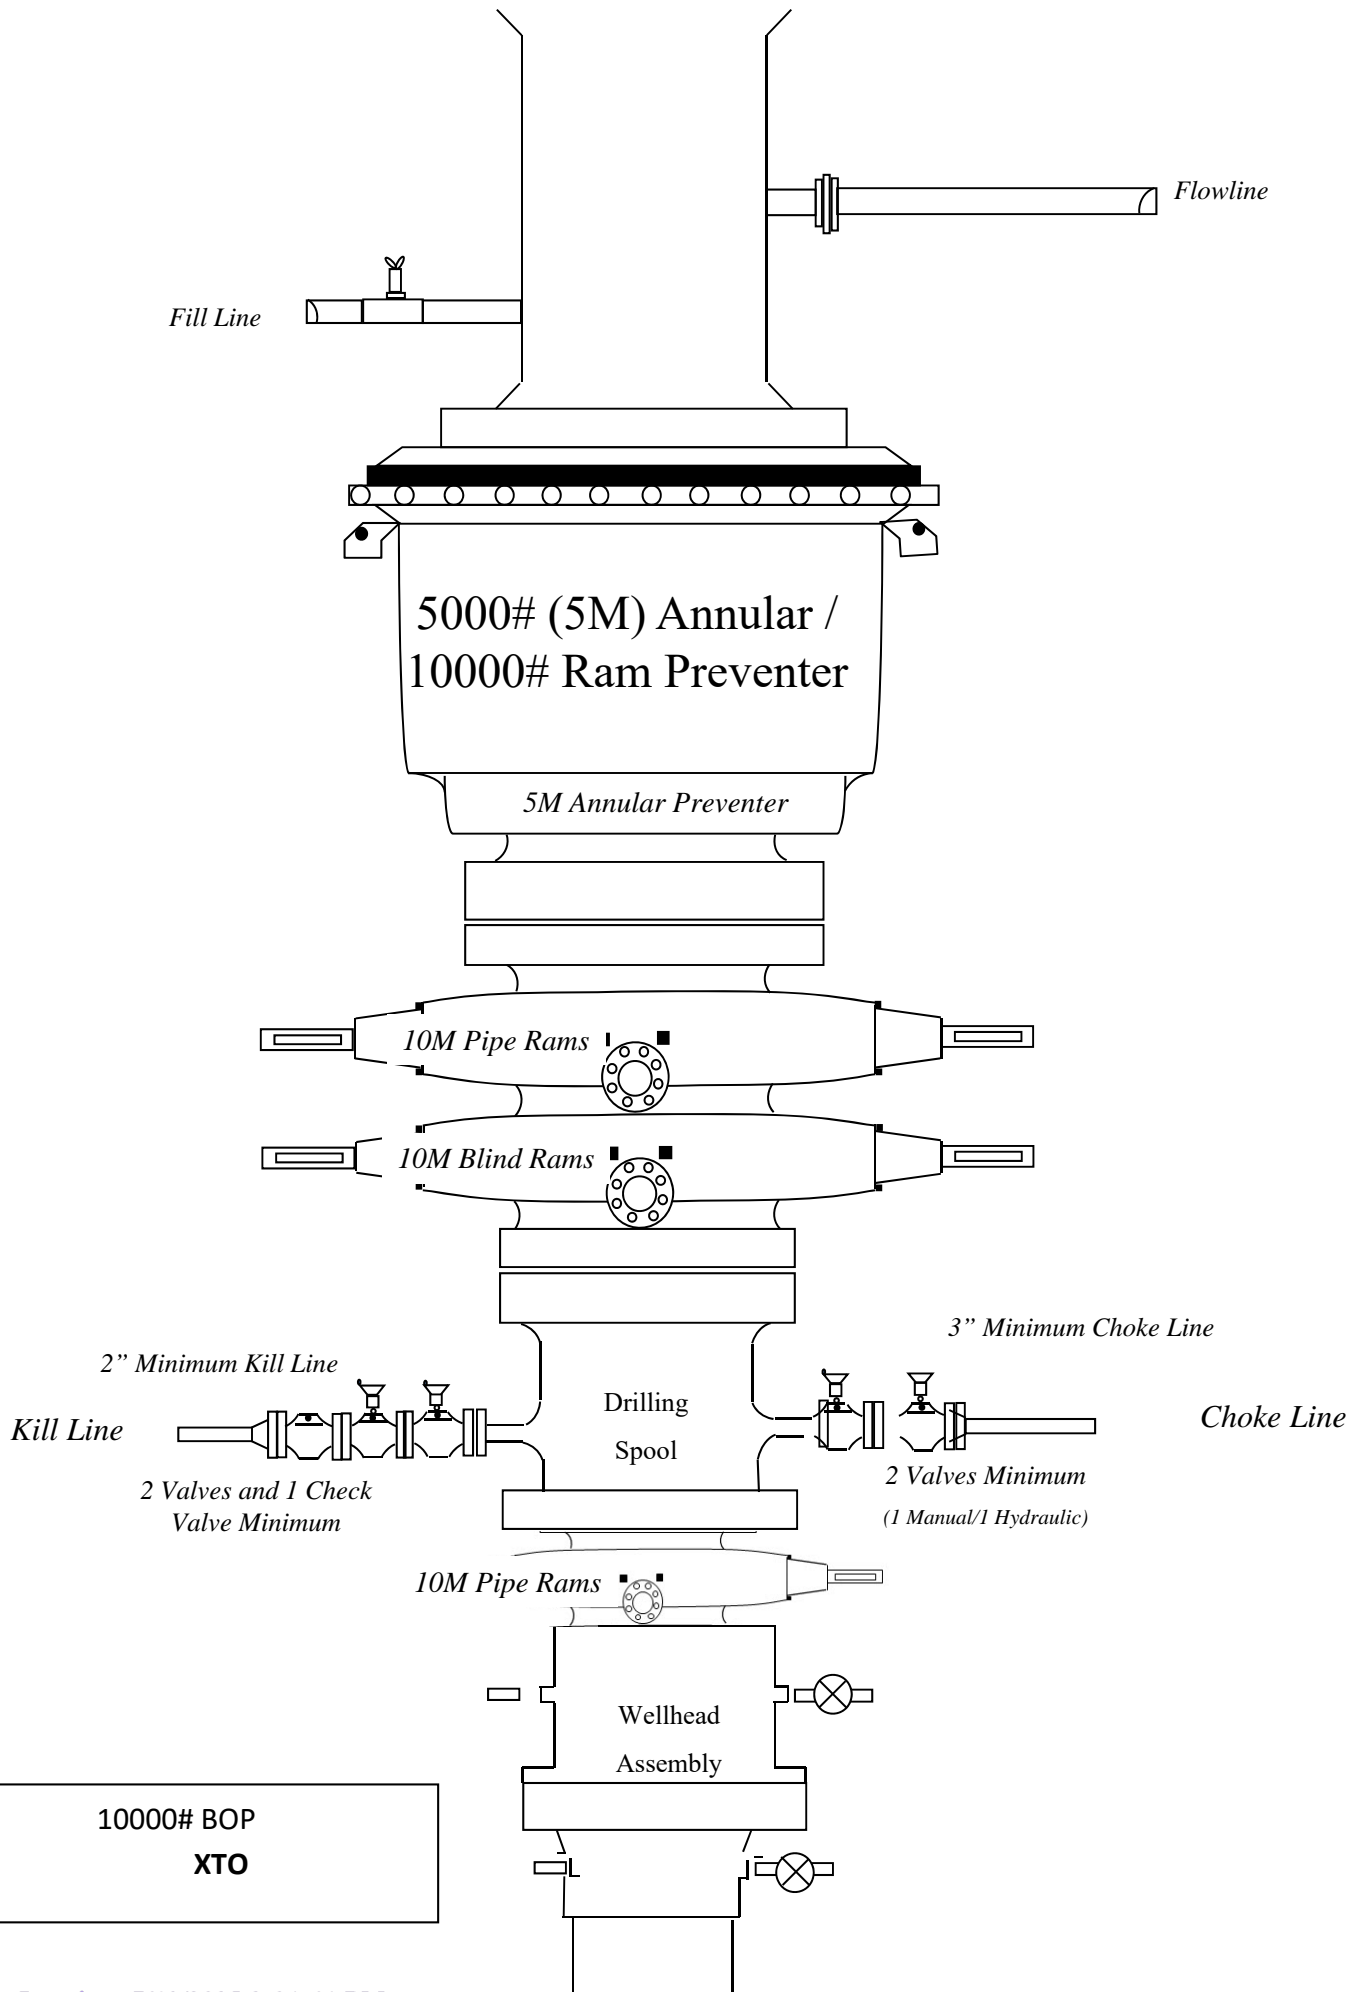 Flowline
Fill Line
5000# (5M) Annular /
10000# Ram Preventer
5M Annular Preventer
10M Pipe Rams
10M Blind Rams
3” Minimum Choke Line
2” Minimum Kill Line
Drilling
Spool
Kill Line
Choke Line
2 Valves and 1 Check
Valve Minimum
2 Valves Minimum
(1 Manual/1 Hydraulic)
10M Pipe Rams
Wellhead
Assembly
10000# BOP
XTO